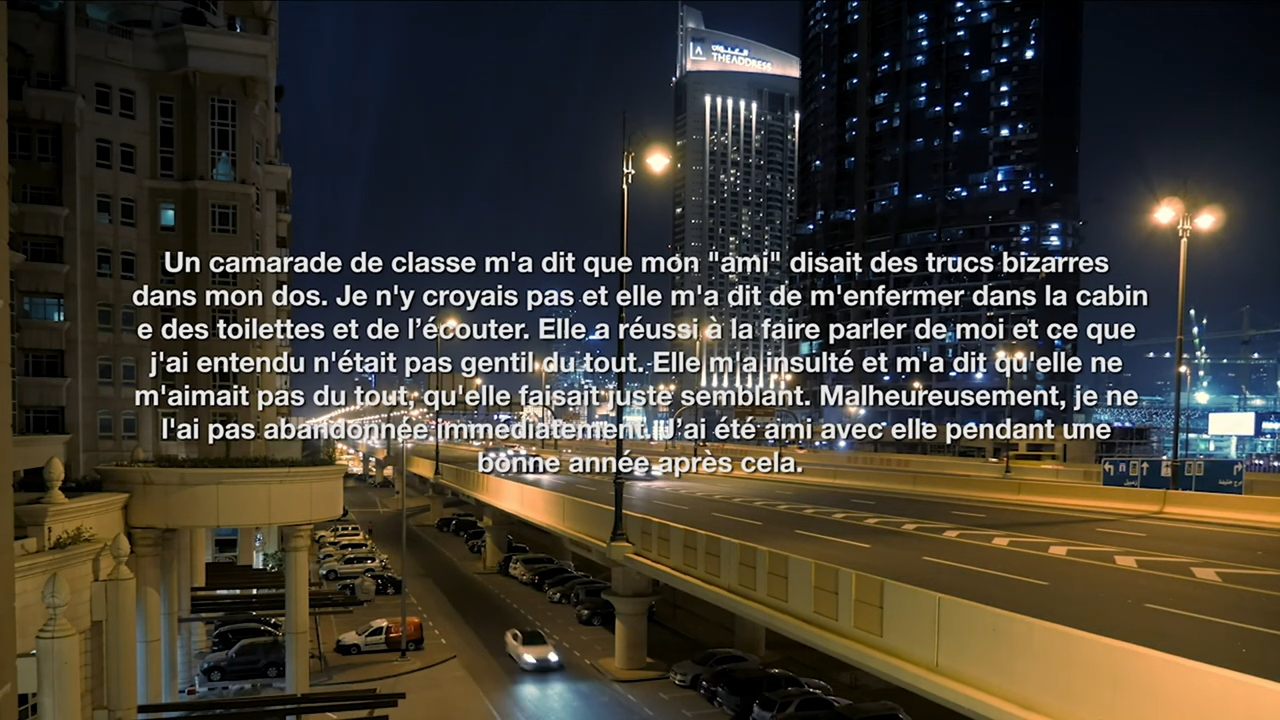 العنوان
THE ADDRESS
Un camarade de classe m'a dit que mon "ami" disait des trucs bizarres
dans mon dos. Je n'y croyais pas et elle m'a dit de m'enfermer dans la cabin
e des toilettes et de l’écouter. Elle a réussi à la faire parler de moi et ce que
j'ai entendu n'était pas gentil du tout. Elle m'a insulté et m'a dit qu'elle ne
m'aimait pas du tout, qu'elle faisait juste semblant. Malheureusement, je ne
l'ai pas abandonnée immédiatement. J’ai été ami avec elle pendant une
bonne année après cela.